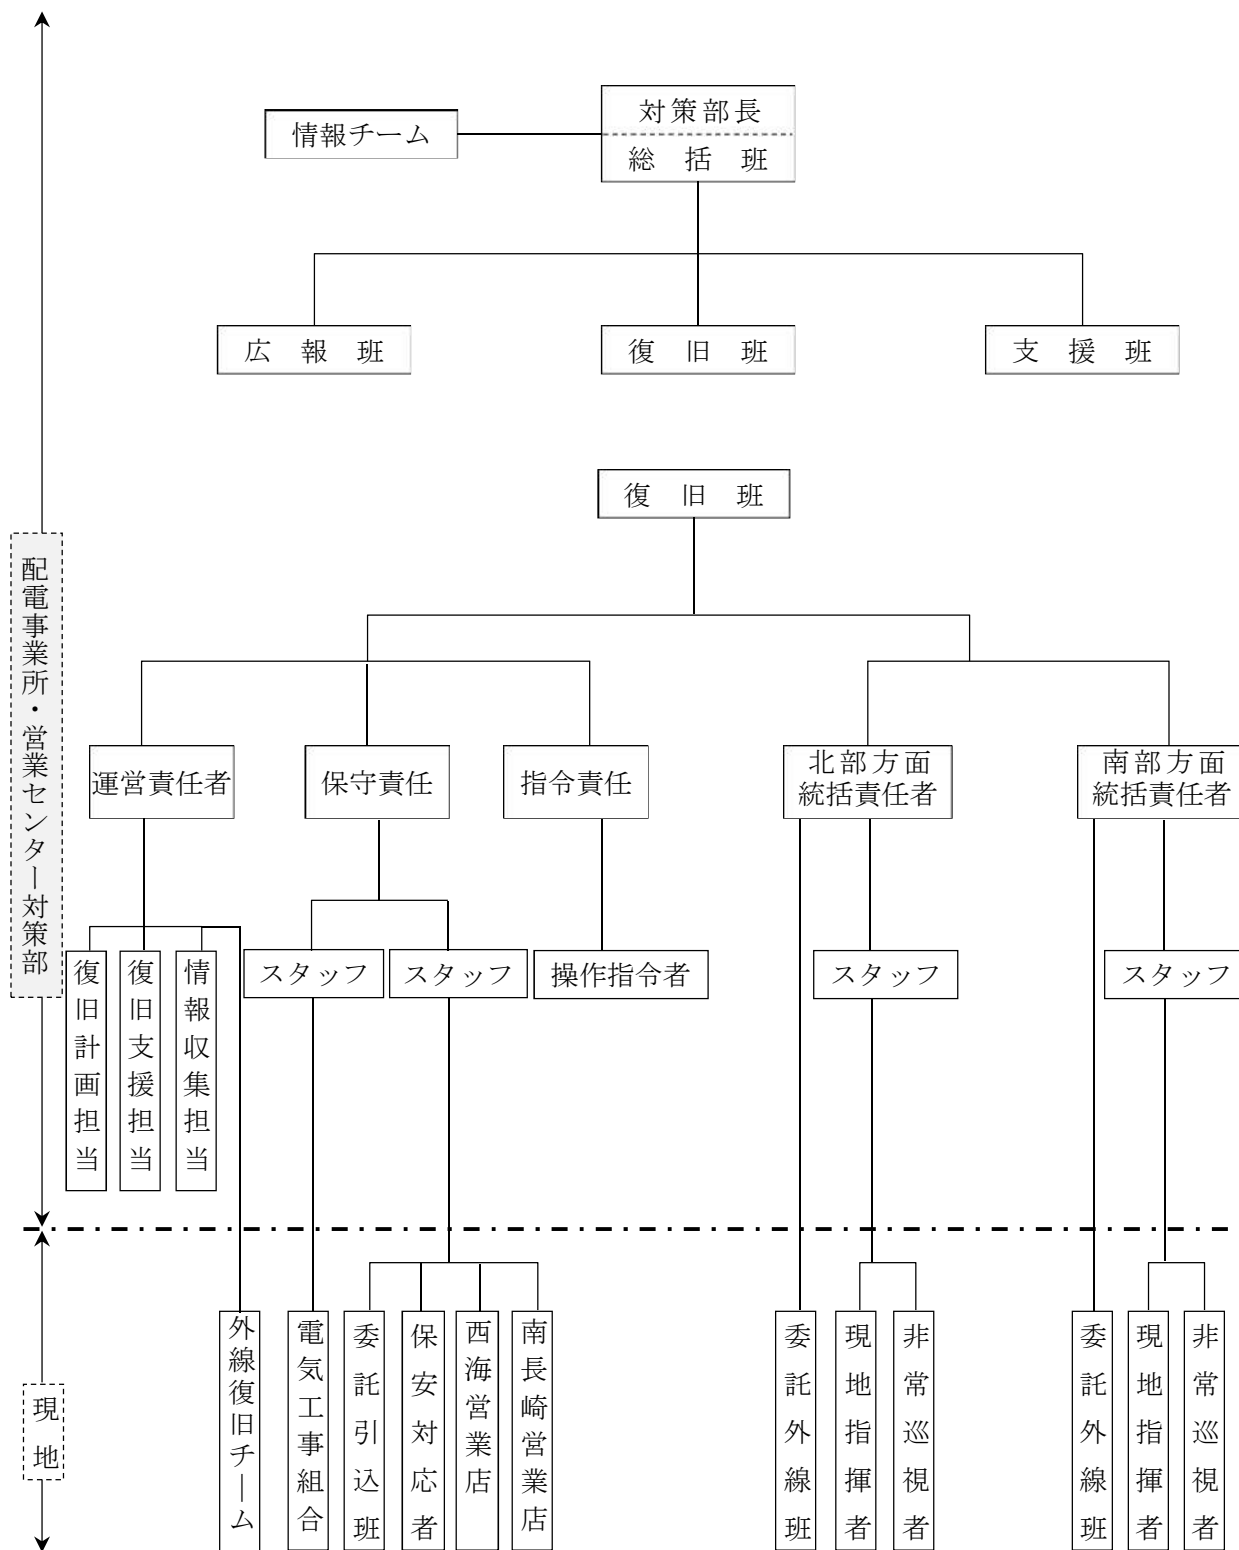 対策部長
情報チーム
総括班
広報班
復旧班
支援班
復旧班
配電事業所・営業センター対策部
運営責任者
保守責任
指令責任
北部方面
統括責任者
南部方面
統括責任者
復旧計画担当
復旧支援担当
情報収集担当
スタッフ
スタッフ
操作指令者
スタッフ
スタッフ
現地
外線復旧チーム
電気工事組合
委託引込班
保安対応者
西海営業店
南長崎営業店
委託外線班
現地指揮者
非常巡視者
委託外線班
現地指揮者
非常巡視者